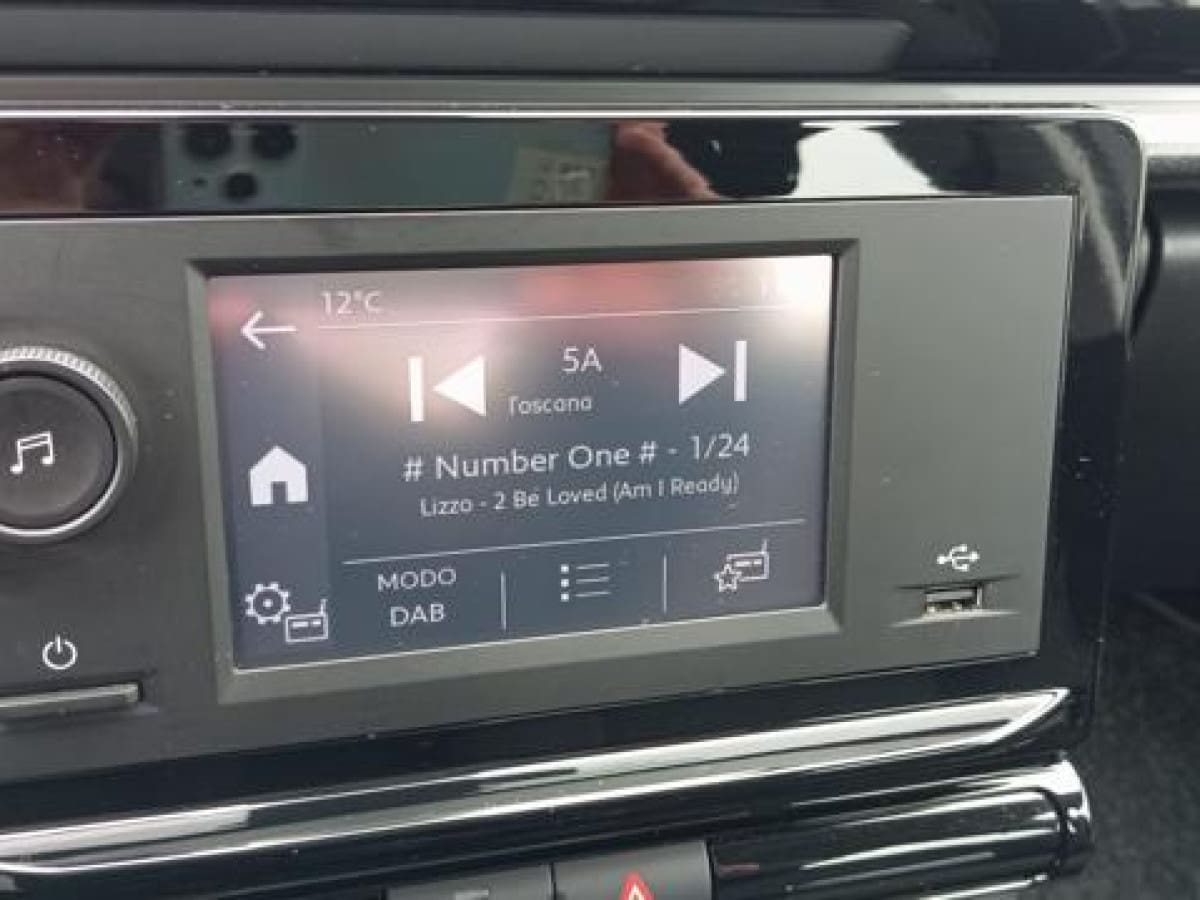 12°C
5A
Toscana
# Number One # - 1/24
Lizzo - 2 Be Loved (Am I Ready)
MODO
DAB